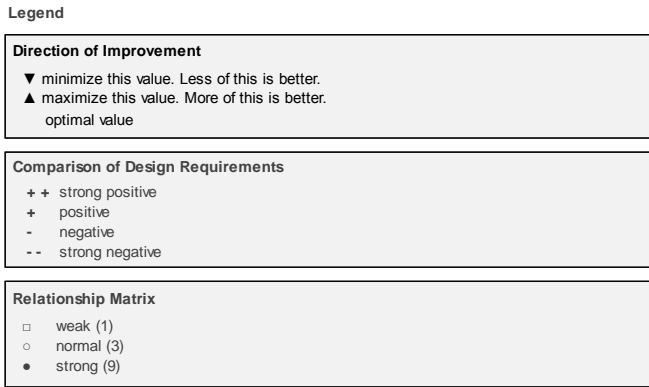 Legend
Direction of Improvement
▼ minimize this value. Less of this is better.
▲ maximize this value. More of this is better.
optimal value
Comparison of Design Requirements
+ + strong positive
+ positive
- negative
- - strong negative
Relationship Matrix
□ weak (1)
○ normal (3)
● strong (9)